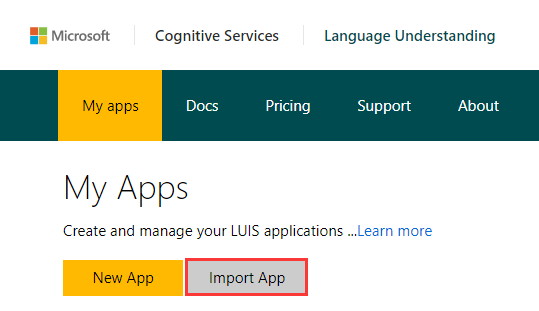 Microsoft Cognitive Services Language Understanding
My apps Docs Pricing Support About
My Apps
Create and manage your LUIS applications ...Learn more
New App Import App